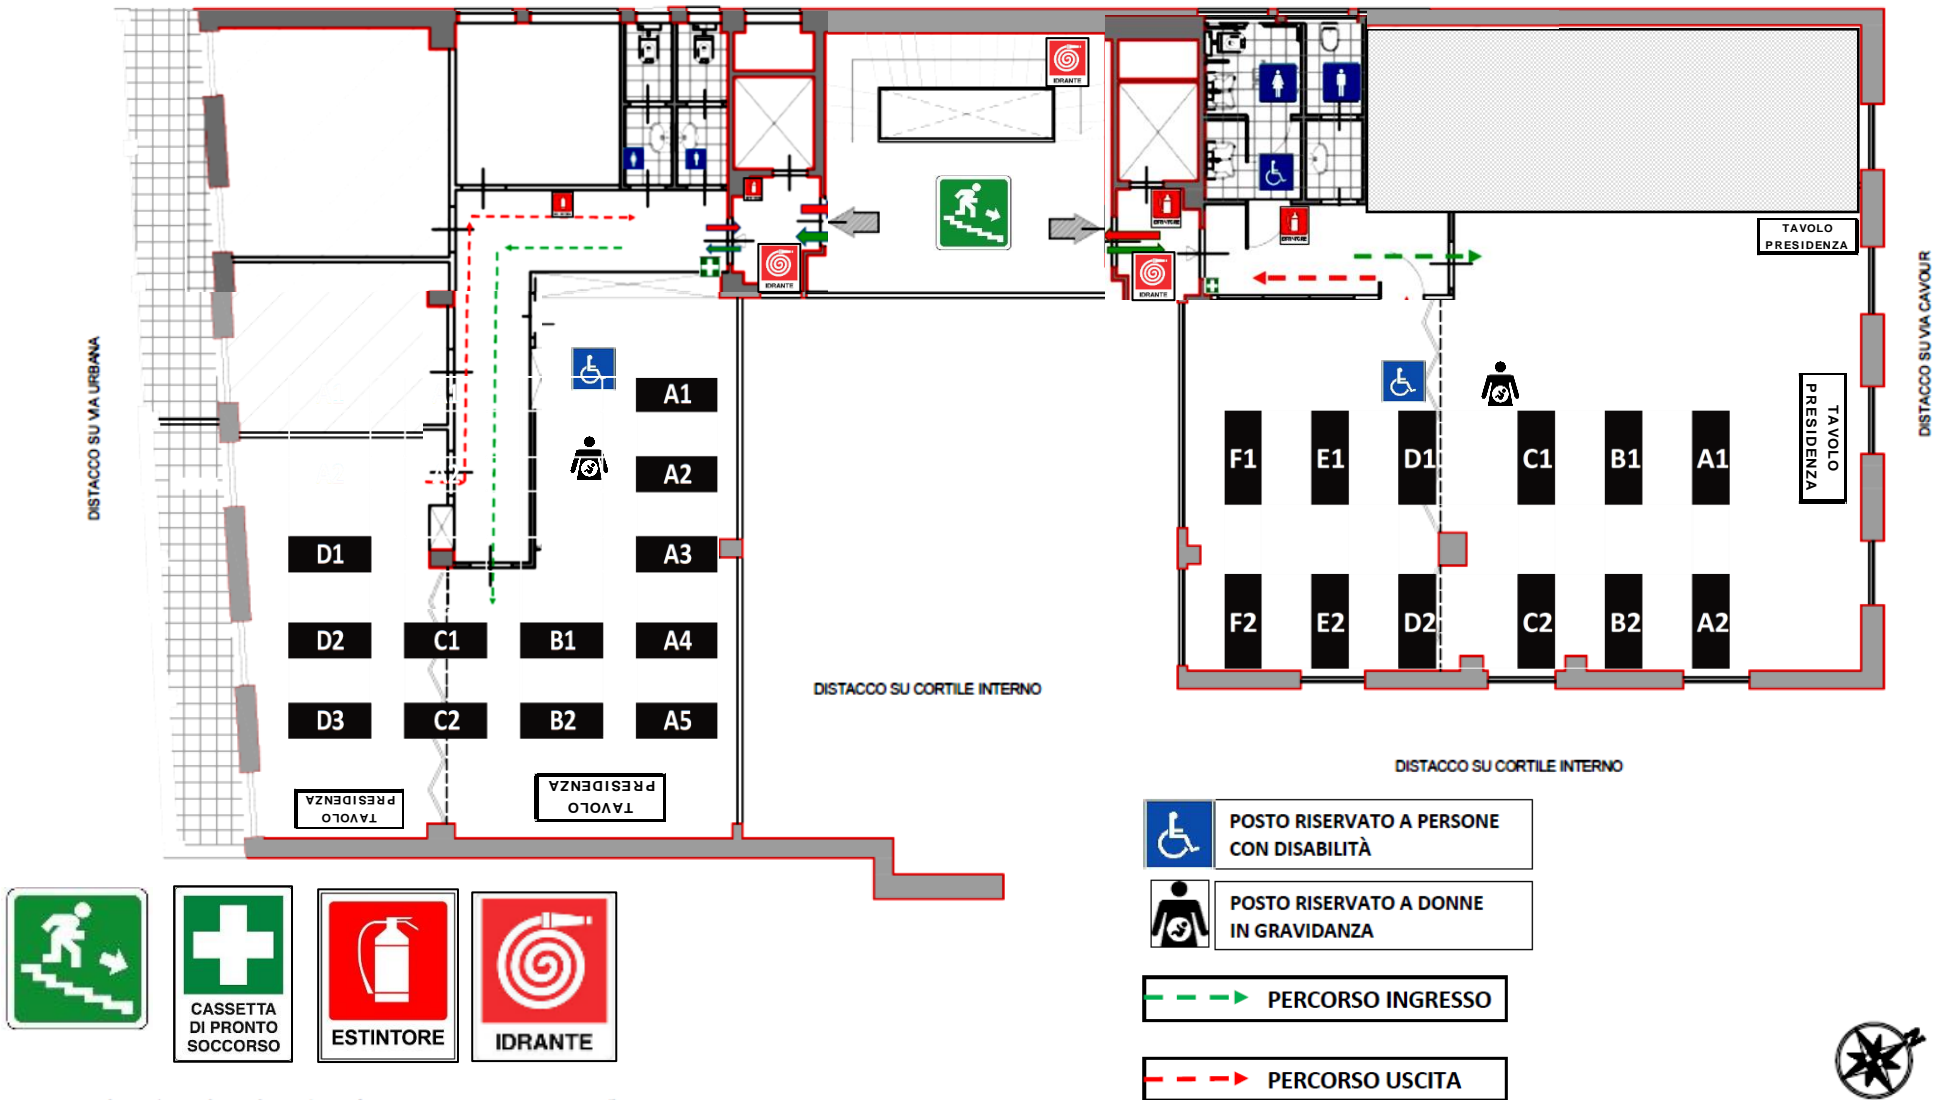 IDRANTE
ESTINTORE
IDRANTE
IDRANTE
ESTINTORE
TAVOLO
PRESIDENZA
DISTACCO SU VIA URBANA
DISTACCO SU VIA CAVOUR
TAVOLO
PRESIDENZA
A1
A2
A3
D1
D2
C1
B1
A4
D3
C2
B2
A5
F1
E1
D1
C1
B1
A1
F2
E2
D2
C2
B2
A2
DISTACCO SU CORTILE INTERNO
DISTACCO SU CORTILE INTERNO
TAVOLO
PRESIDENZA
TAVOLO
PRESIDENZA
POSTO RISERVATO A PERSONE
CON DISABILITÀ
POSTO RISERVATO A DONNE
IN GRAVIDANZA
PERCORSO INGRESSO
PERCORSO USCITA
CASSETTA
DI PRONTO
SOCCORSO
ESTINTORE
IDRANTE
N